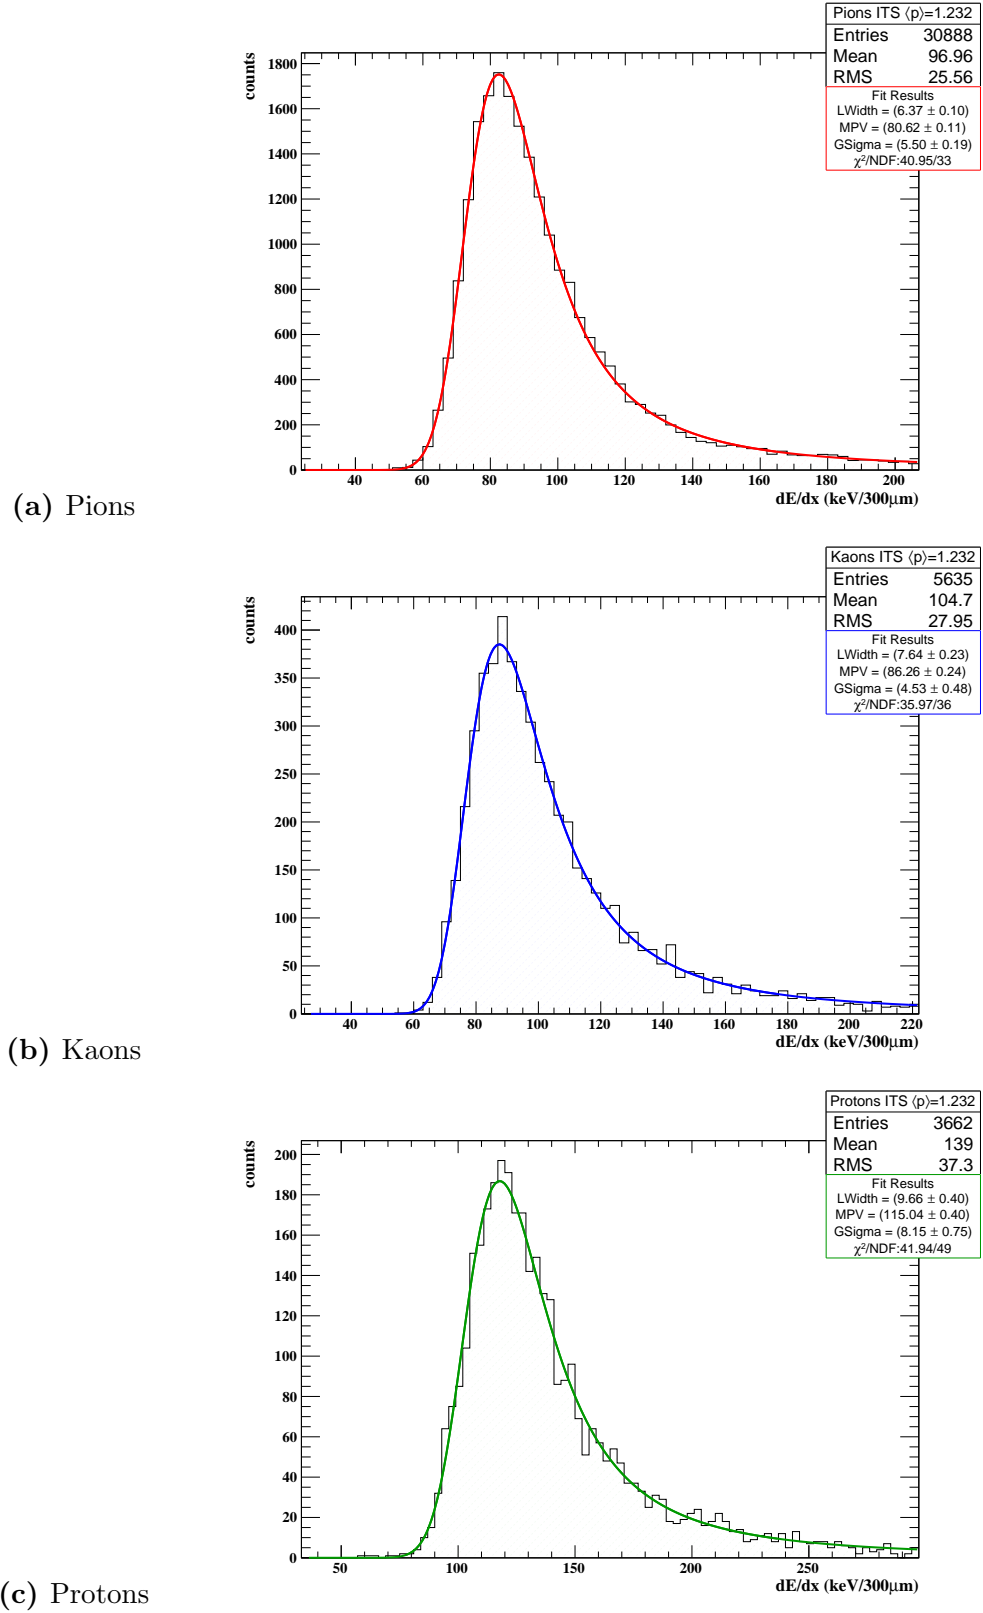 Pions ITS ⟨p⟩=1.232
Entries 30888
Mean 96.96
RMS 25.56
Fit Results
LWidth = (6.37 ± 0.10)
MPV = (80.62 ± 0.11)
GSigma = (5.50 ± 0.19)
χ²/NDF:40.95/33
counts
1800
1600
1400
1200
1000
800
600
400
200
0
40 60 80 100 120 140 160 180 200
dE/dx (keV/300μm)
(a) Pions
Kaons ITS ⟨p⟩=1.232
Entries 5635
Mean 104.7
RMS 27.95
Fit Results
LWidth = (7.64 ± 0.23)
MPV = (86.26 ± 0.24)
GSigma = (4.53 ± 0.48)
χ²/NDF:35.97/36
counts
400
350
300
250
200
150
100
50
0
40 60 80 100 120 140 160 180 200 220
dE/dx (keV/300μm)
(b) Kaons
Protons ITS ⟨p⟩=1.232
Entries 3662
Mean 139
RMS 37.3
Fit Results
LWidth = (9.66 ± 0.40)
MPV = (115.04 ± 0.40)
GSigma = (8.15 ± 0.75)
χ²/NDF:41.94/49
counts
200
180
160
140
120
100
80
60
40
20
0
50 100 150 200 250
dE/dx (keV/300μm)
(c) Protons